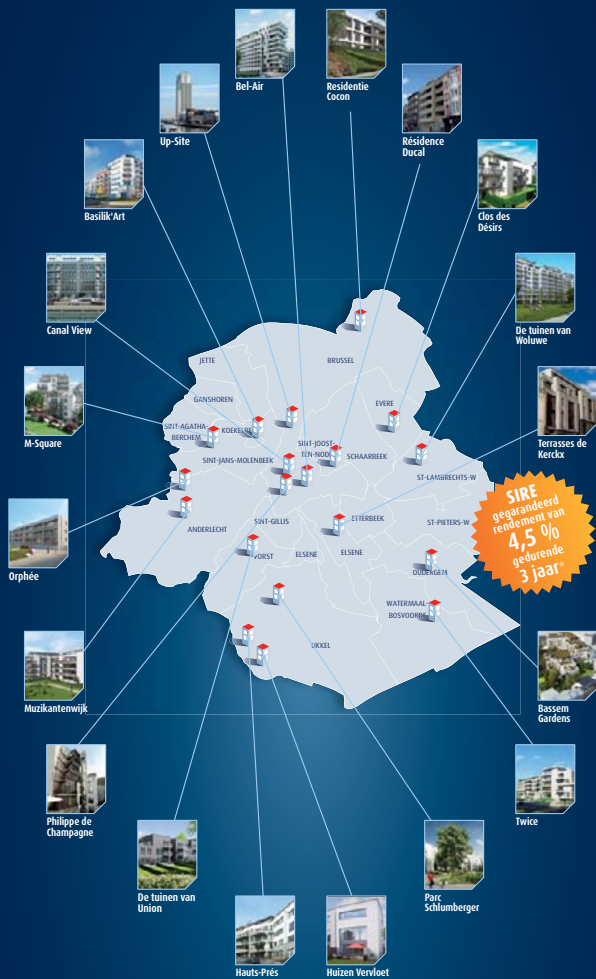 Bel-Air
Residentie
Cocon
Up-Site
Résidence
Ducal
Basilik'Art
Clos des
Désirs
Canal View
De tuinen van
Woluwe
M-Square
Terrasses de
Kerckx
Orphée
Muzikantenwijk
Bassem
Gardens
Philippe de
Champagne
Twice
De tuinen van
Union
Parc
Schlumberger
Hauts-Prés
Huizen Vervloet
JETTE
BRUSSEL
GANSHOREN
EVERE
SINT-AGATHA-
BERCHEM
KOEKELBE
SINT-JOOST-
TEN-NODE
SCHAARBEEK
SINT-JANS-MOLENBEEK
ST-LAMBRECHTS-W
ANDERLECHT
SINT-GILLIS
ETTERBEEK
ST-PIETERS-W
VORST
ELSENE
ELSENE
OUDERGEM
WATERMAAL-
BOSVOORDE
UKKEL
SIRE
gegarandeerd
rendement van
4,5 %
gedurende
3 jaar*